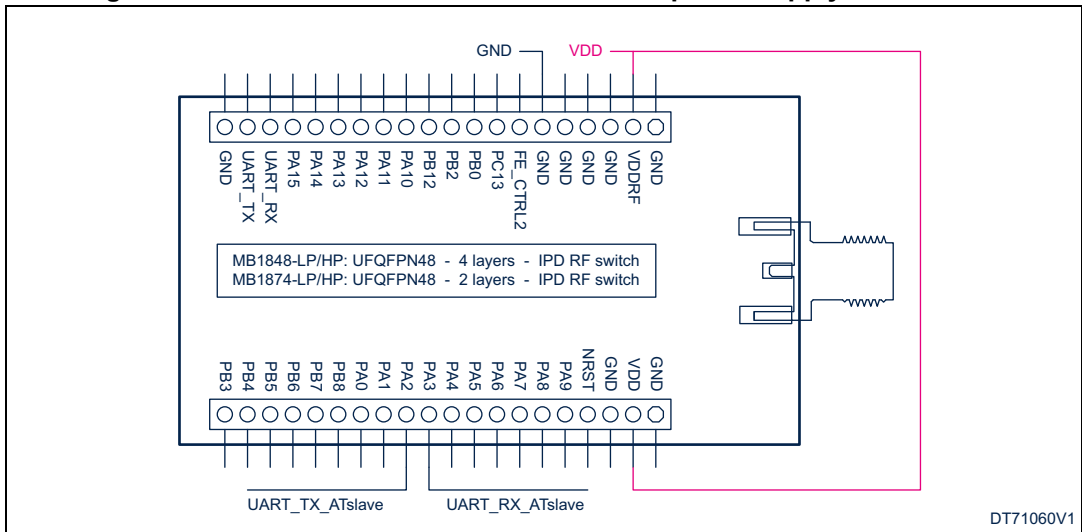 GND VDD
GND UART_TX UART_RX PA15 PA14 PA13 PA12 PA11 PA10 PB12 PB2 PB0 PC13 FE_CTRL2 GND GND GND GND VDDRF GND
MB1848-LP/HP: UFQFPN48 - 4 layers - IPD RF switch
MB1874-LP/HP: UFQFPN48 - 2 layers - IPD RF switch
PB3 PB4 PB5 PB6 PB7 PB8 PA0 PA1 PA2 PA3 PA4 PA5 PA6 PA7 PA8 PA9 NRST GND VDD GND
UART_TX_ATslave UART_RX_ATslave
DT71060V1